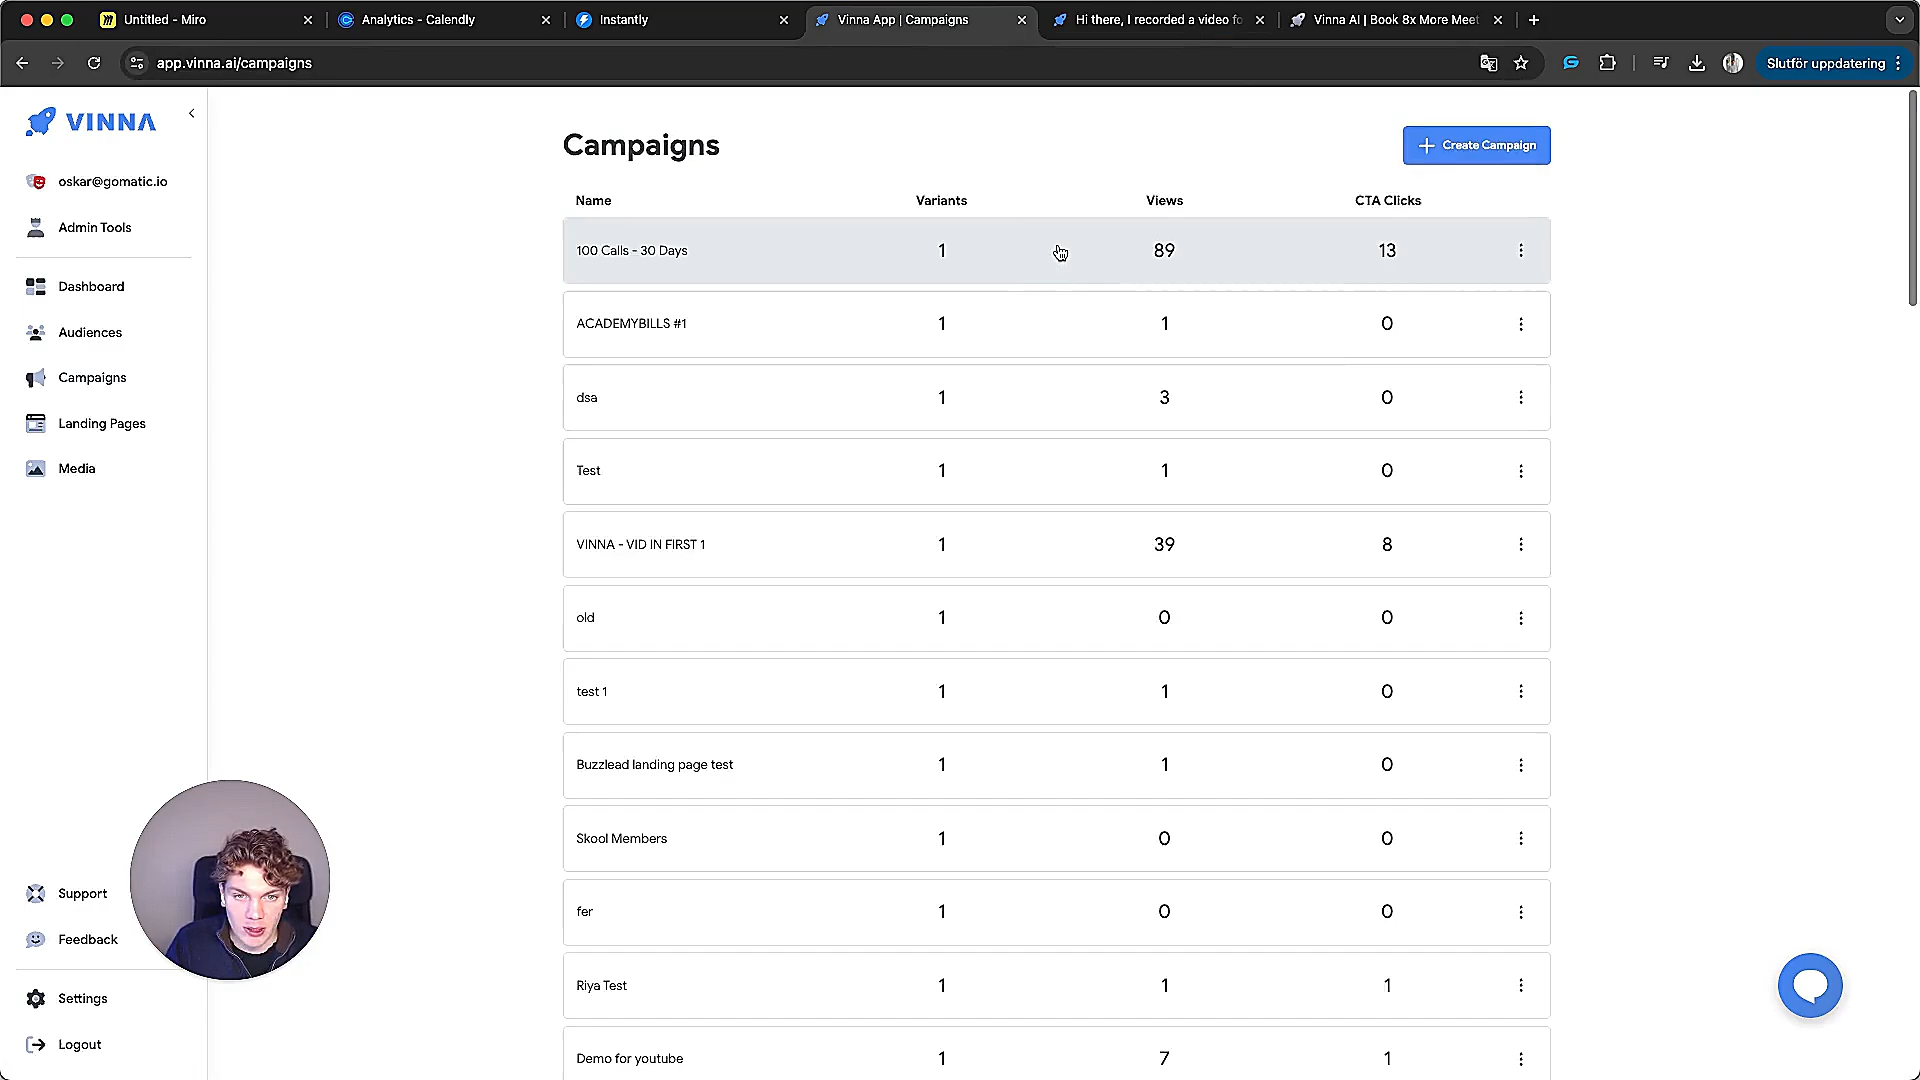 Untitled - Miro
Analytics - Calendly
Instantly
Vinna App | Campaigns
Hi there, I recorded a video fo
Vinna AI | Book 8x More Meet
app.vinna.ai/campaigns
Slutför uppdatering
VINNA
oskar@gomatic.io
Admin Tools
Dashboard
Audiences
Campaigns
Landing Pages
Media
Support
Feedback
Settings
Logout
Campaigns
Create Campaign
Name Variants Views CTA Clicks
100 Calls - 30 Days 1 89 13
ACADEMYBILLS #1 1 1 0
dsa 1 3 0
Test 1 1 0
VINNA - VID IN FIRST 1 1 39 8
old 1 0 0
test 1 1 1 0
Buzzlead landing page test 1 1 0
Skool Members 1 0 0
fer 1 0 0
Riya Test 1 1 1
Demo for youtube 1 7 1